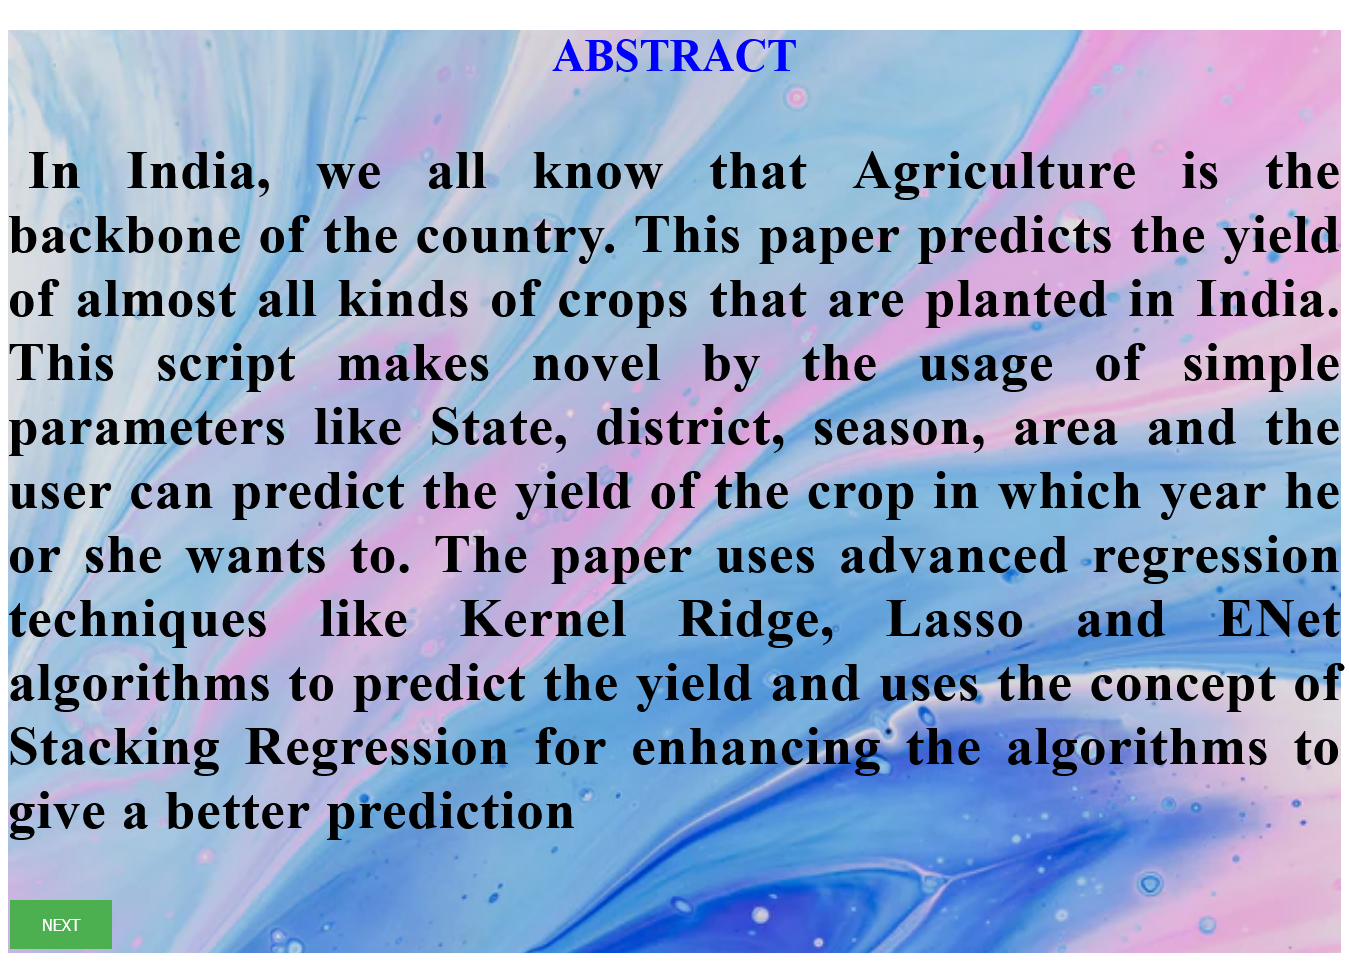 ABSTRACT
In India, we all know that Agriculture is the
backbone of the country. This paper predicts the yield
of almost all kinds of crops that are planted in India.
This script makes novel by the usage of simple
parameters like State, district, season, area and the
user can predict the yield of the crop in which year he
or she wants to. The paper uses advanced regression
techniques like Kernel Ridge, Lasso and ENet
algorithms to predict the yield and uses the concept of
Stacking Regression for enhancing the algorithms to
give a better prediction
NEXT